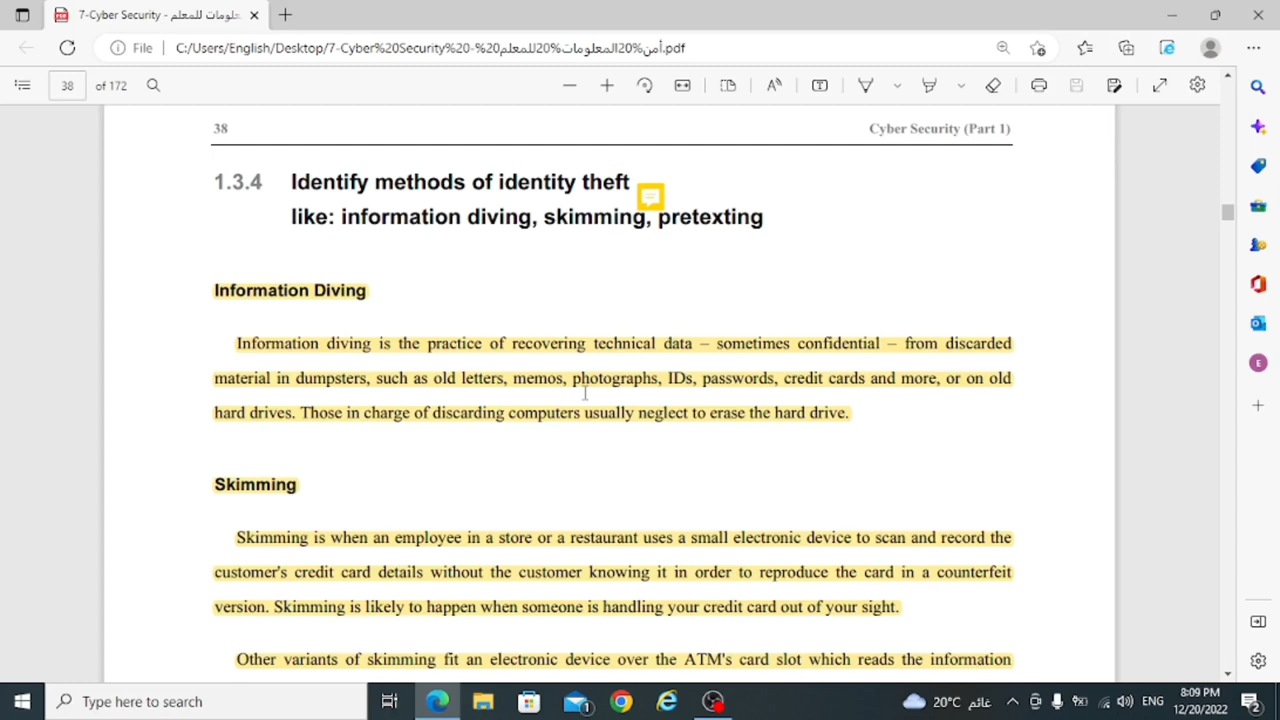 7-Cyber Security - أمن المعلومات للمعلم
File
C:/Users/English/Desktop/7-Cyber%20Security%20-%20أمن%20المعلومات%20للمعلم.pdf
38 of 172
38
Cyber Security (Part 1)
1.3.4 Identify methods of identity theft
like: information diving, skimming, pretexting
Information Diving
Information diving is the practice of recovering technical data – sometimes confidential – from discarded
material in dumpsters, such as old letters, memos, photographs, IDs, passwords, credit cards and more, or on old
hard drives. Those in charge of discarding computers usually neglect to erase the hard drive.
Skimming
Skimming is when an employee in a store or a restaurant uses a small electronic device to scan and record the
customer's credit card details without the customer knowing it in order to reproduce the card in a counterfeit
version. Skimming is likely to happen when someone is handling your credit card out of your sight.
Other variants of skimming fit an electronic device over the ATM's card slot which reads the information
Type here to search
20°C غائم
ENG
8:09 PM
12/20/2022